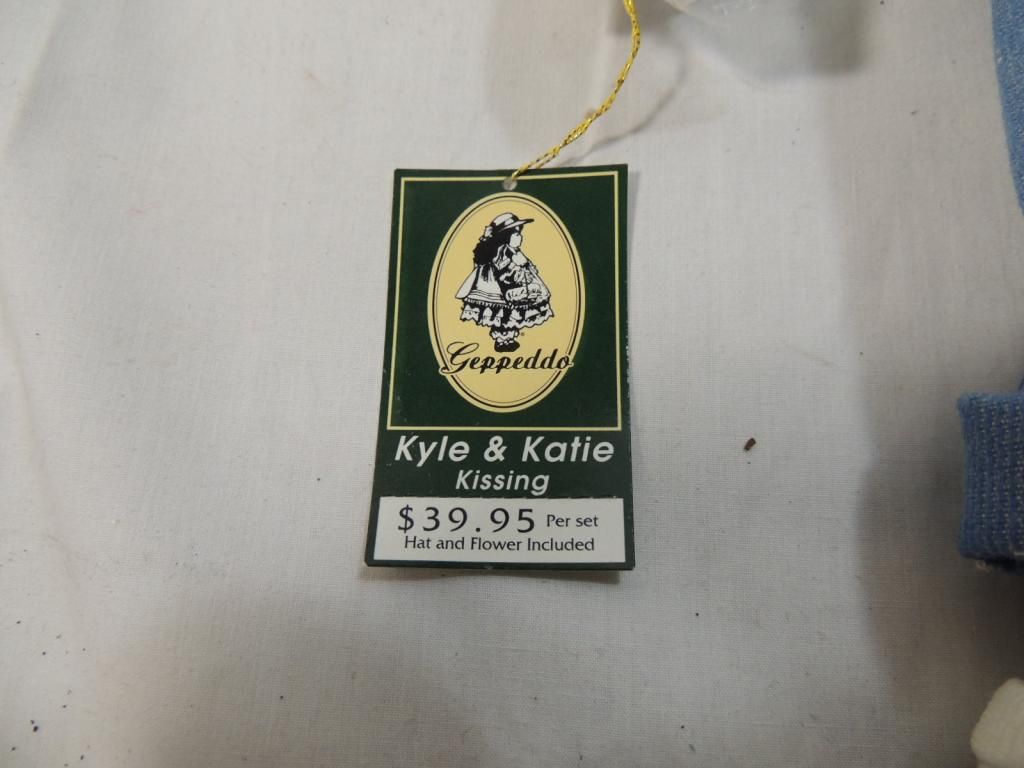 Geppeddo
Kyle & Katie
Kissing
$39.95 Per set
Hat and Flower Included